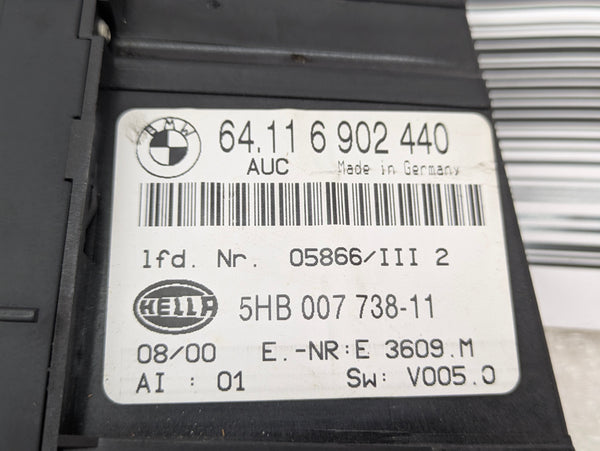 BMW
64.11 6 902 440
AUC Made in Germany
lfd. Nr. 05866/III 2
HELLA 5HB 007 738-11
08/00 E.-NR:E 3609.M
AI : 01 Sw: V005.0